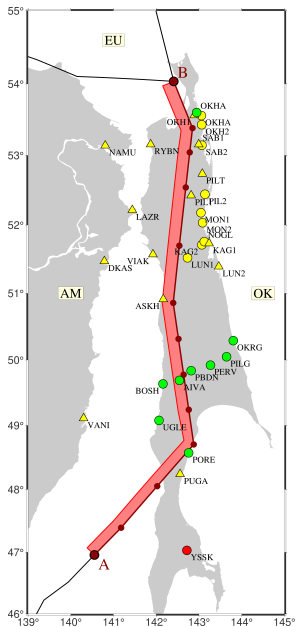 55°
EU
B
54°
OKHA
OKH1
OKHA
OKH2
SAB1
NAMU
RYBN
SAB2
53°
PILT
PIL
PIL2
LAZR
MON1
MON2
52°
NOGL
KAG2
KAG1
VIAK
DKAS
LUN1
LUN2
51°
AM
OK
ASKH
OKRG
50°
PILG
PERV
PBDN
AIVA
BOSH
VANI
UGLE
49°
PORE
PUGA
48°
47°
A
YSSK
46°
139° 140° 141° 142° 143° 144° 145°